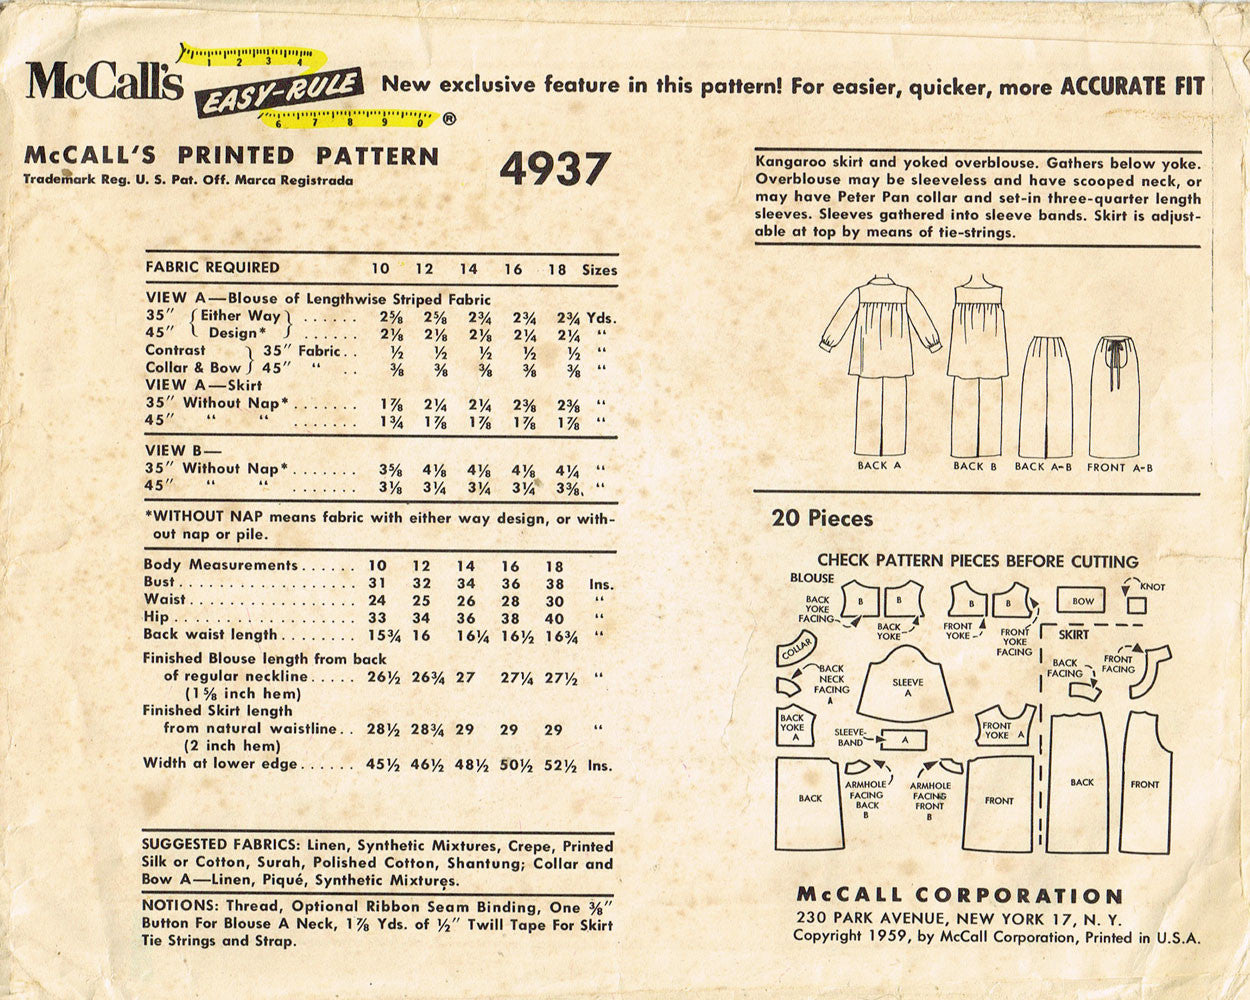 McCall's EASY-RULE ® New exclusive feature in this pattern! For easier, quicker, more ACCURATE FIT
1 2 3 4
6 7 8 9 0
McCALL'S PRINTED PATTERN 4937
Trademark Reg. U. S. Pat. Off. Marca Registrada
Kangaroo skirt and yoked overblouse. Gathers below yoke.
Overblouse may be sleeveless and have scooped neck, or
may have Peter Pan collar and set-in three-quarter length
sleeves. Sleeves gathered into sleeve bands. Skirt is adjust-
able at top by means of tie-strings.
FABRIC REQUIRED 10 12 14 16 18 Sizes
VIEW A—Blouse of Lengthwise Striped Fabric
35" {Either Way} ...... 2⅝ 2⅝ 2¾ 2¾ 2¾ Yds.
45" { Design* } ...... 2⅛ 2⅛ 2⅛ 2¼ 2¼ "
Contrast } 35" Fabric.. ½ ½ ½ ½ ½ "
Collar & Bow } 45" " .. ⅜ ⅜ ⅜ ⅜ ⅜ "
VIEW A—Skirt
35" Without Nap*....... 1⅞ 2¼ 2¼ 2⅜ 2⅜ "
45" " " ....... 1¾ 1⅞ 1⅞ 1⅞ 1⅞ "
VIEW B—
35" Without Nap*....... 3⅝ 4⅛ 4⅛ 4⅛ 4¼ "
45" " " ....... 3⅛ 3¼ 3¼ 3¼ 3⅜ "
*WITHOUT NAP means fabric with either way design, or with-
out nap or pile.
Body Measurements...... 10 12 14 16 18
Bust................... 31 32 34 36 38 Ins.
Waist.................. 24 25 26 28 30 "
Hip.................... 33 34 36 38 40 "
Back waist length........ 15¾ 16 16¼ 16½ 16¾ "
Finished Blouse length from back
of regular neckline..... 26½ 26¾ 27 27¼ 27½ "
(1⅝ inch hem)
Finished Skirt length
from natural waistline.. 28½ 28¾ 29 29 29 "
(2 inch hem)
Width at lower edge...... 45½ 46½ 48½ 50½ 52½ Ins.
SUGGESTED FABRICS: Linen, Synthetic Mixtures, Crepe, Printed
Silk or Cotton, Surah, Polished Cotton, Shantung; Collar and
Bow A—Linen, Piqué, Synthetic Mixtures.
NOTIONS: Thread, Optional Ribbon Seam Binding, One ⅜"
Button For Blouse A Neck, 1⅞ Yds. of ½" Twill Tape For Skirt
Tie Strings and Strap.
BACK A BACK B BACK A-B FRONT A-B
20 Pieces
CHECK PATTERN PIECES BEFORE CUTTING
BLOUSE
BACK
YOKE
FACING
B B
BACK
YOKE
B B
FRONT
YOKE
FRONT
YOKE
FACING
BOW
KNOT
SKIRT
COLLAR
BACK
NECK
FACING
A
SLEEVE
A
BACK
FACING
FRONT
FACING
BACK
YOKE
A
SLEEVE-
BAND
A
FRONT
YOKE A
BACK
ARMHOLE
FACING
BACK
B
ARMHOLE
FACING
FRONT
B
FRONT
BACK
FRONT
McCALL CORPORATION
230 PARK AVENUE, NEW YORK 17, N. Y.
Copyright 1959, by McCall Corporation, Printed in U.S.A.